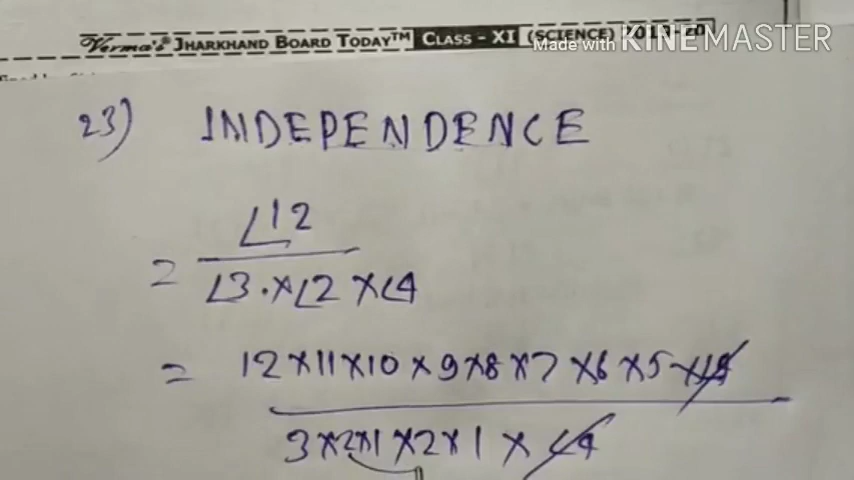 Verma's® JHARKHAND BOARD TODAY™ CLASS - XI (SCIENCE)
Made with KINEMASTER
23) INDEPENDENCE
= ∠12
∠3 . × ∠2 × ∠4
= 12 × 11 × 10 × 9 × 8 × 7 × 6 × 5 ×
3 × 2 × 1 × 2 × 1 × ∠4